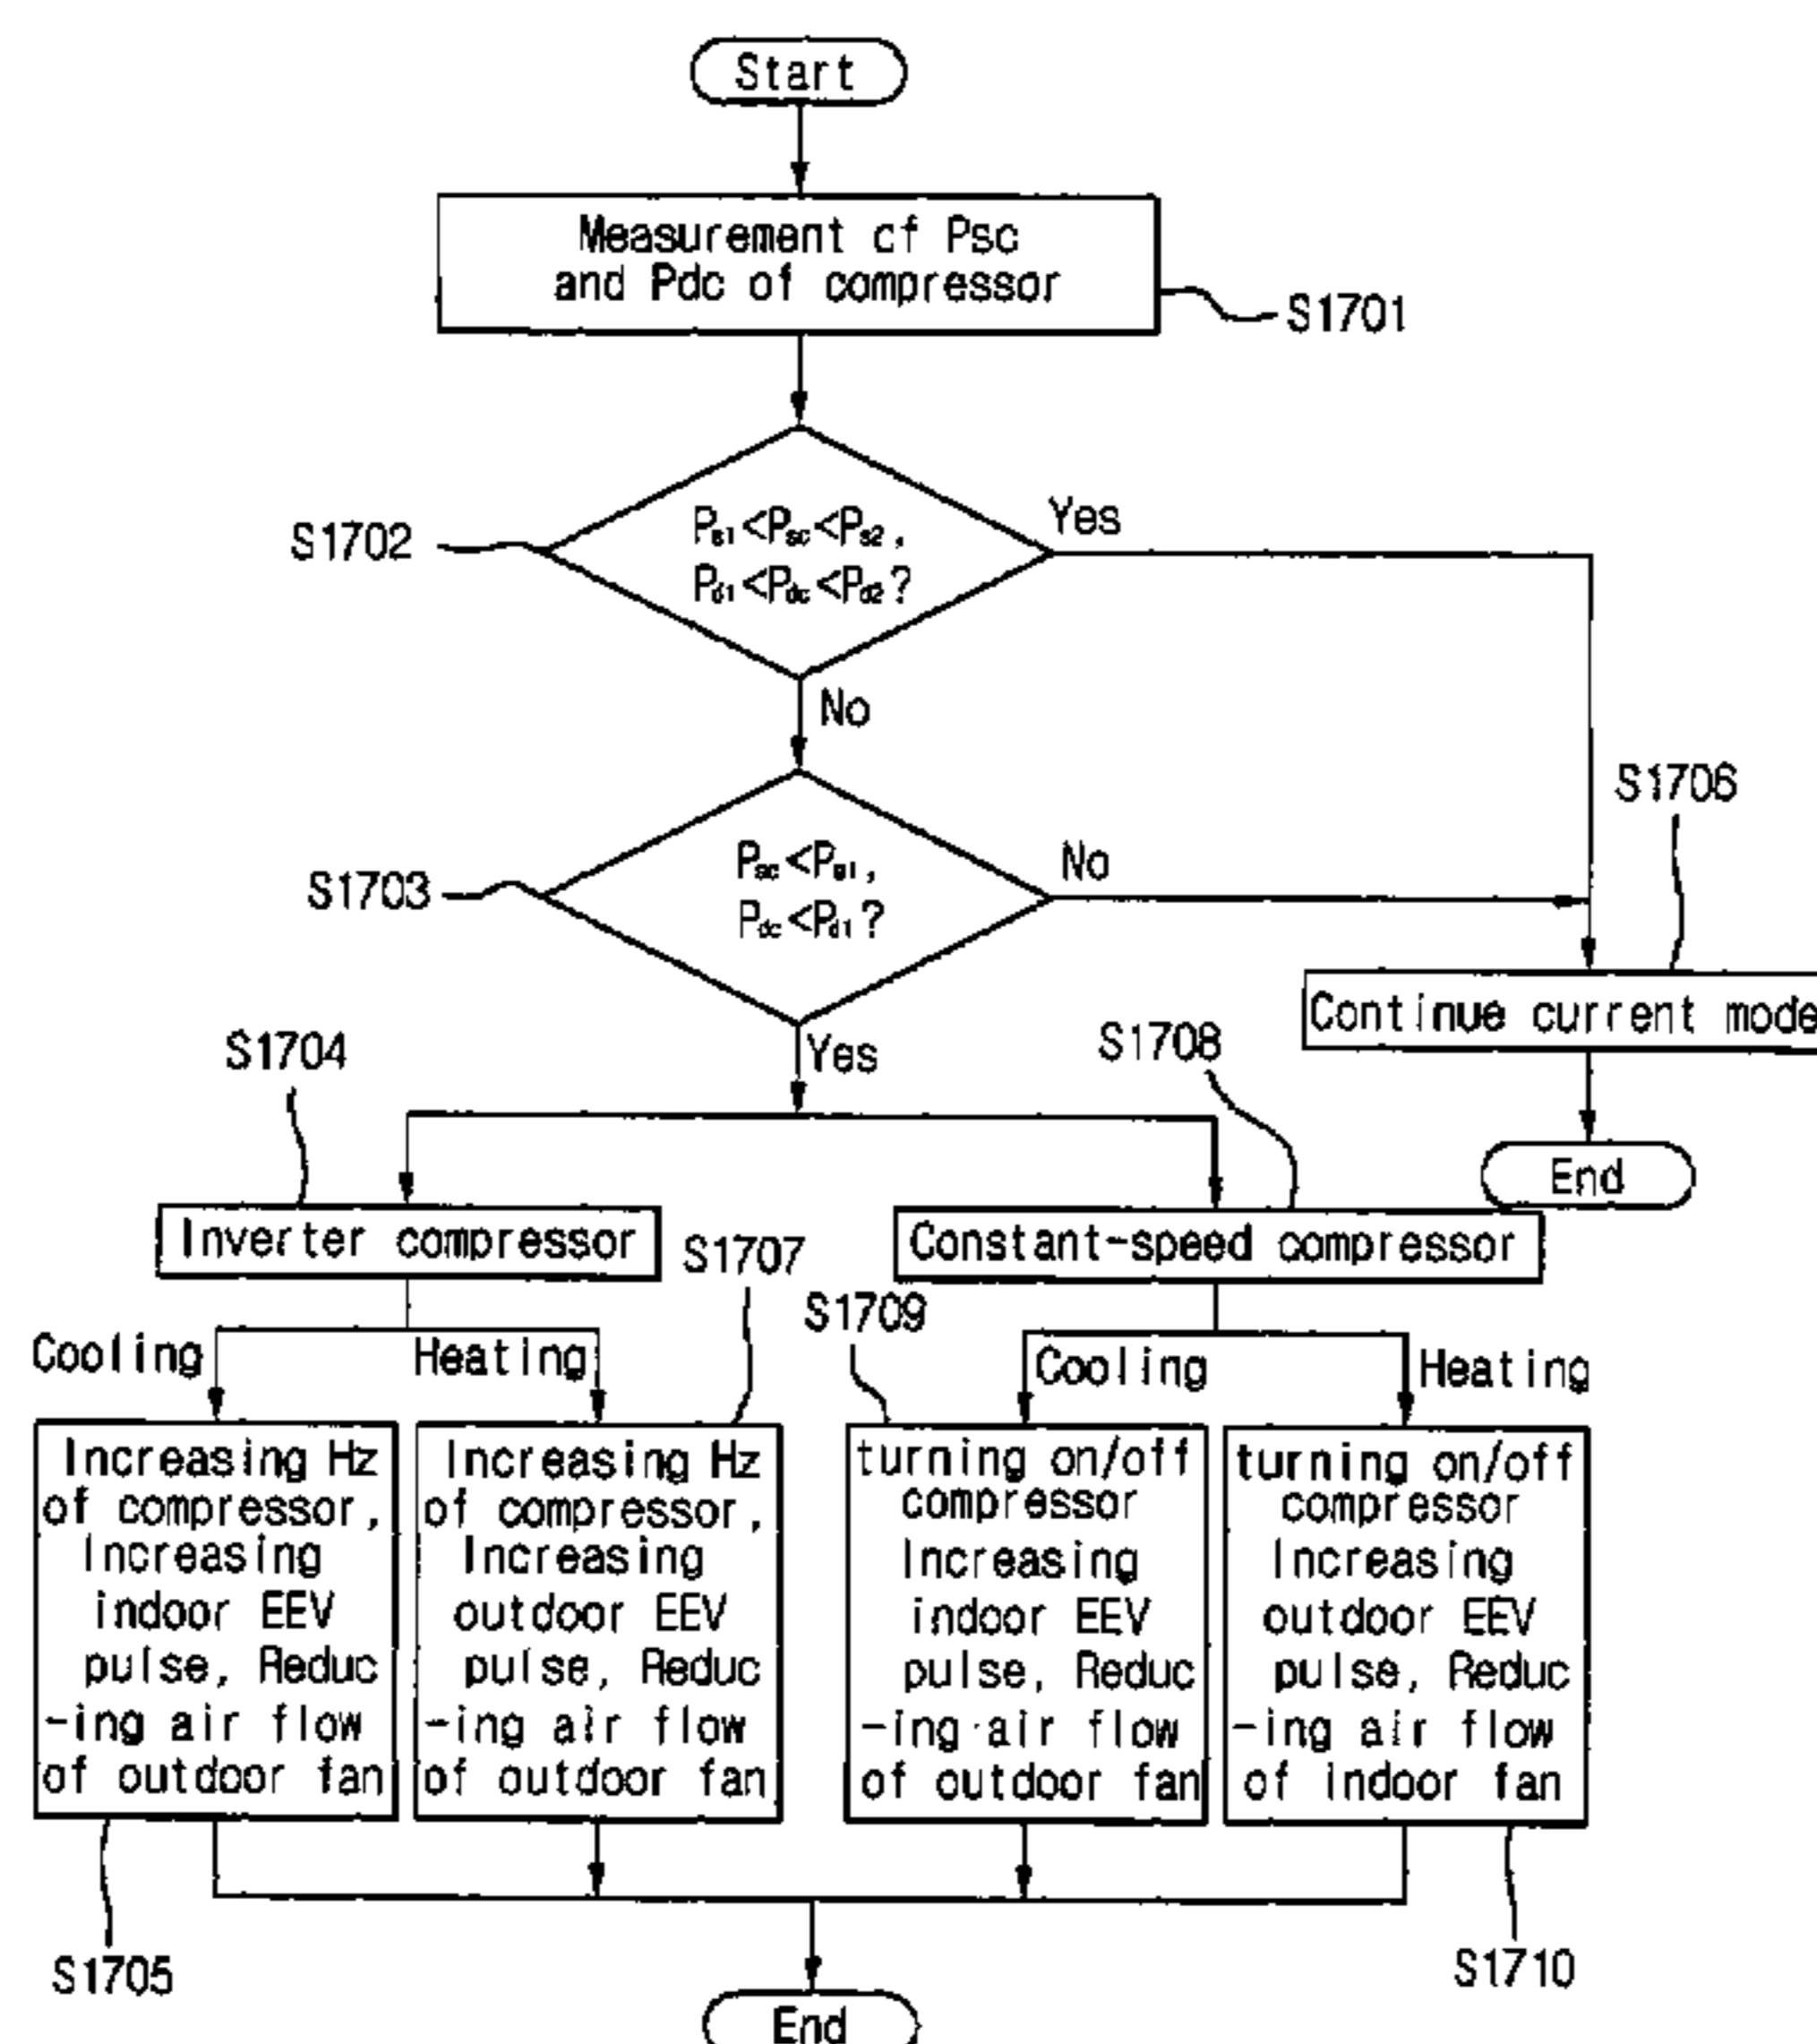 Start
Measurement of Psc
and Pdc of compressor
S1701
S1702
Ps1<Psc<Ps2,
Pd1<Pdc<Pd2?
Yes
No
S1703
Psc<Ps1,
Pdc<Pd1?
No
S1706
Continue current mode
End
Yes
S1704
S1708
Inverter compressor
Constant-speed compressor
S1707
S1709
Cooling
Heating
Cooling
Heating
Increasing Hz
of compressor,
Increasing
indoor EEV
pulse, Reduc
-ing air flow
of outdoor fan
Increasing Hz
of compressor,
Increasing
outdoor EEV
pulse, Reduc
-ing air flow
of outdoor fan
turning on/off
compressor
Increasing
indoor EEV
pulse, Reduc
-ing air flow
of outdoor fan
turning on/off
compressor
Increasing
outdoor EEV
pulse, Reduc
-ing air flow
of indoor fan
S1705
S1710
End